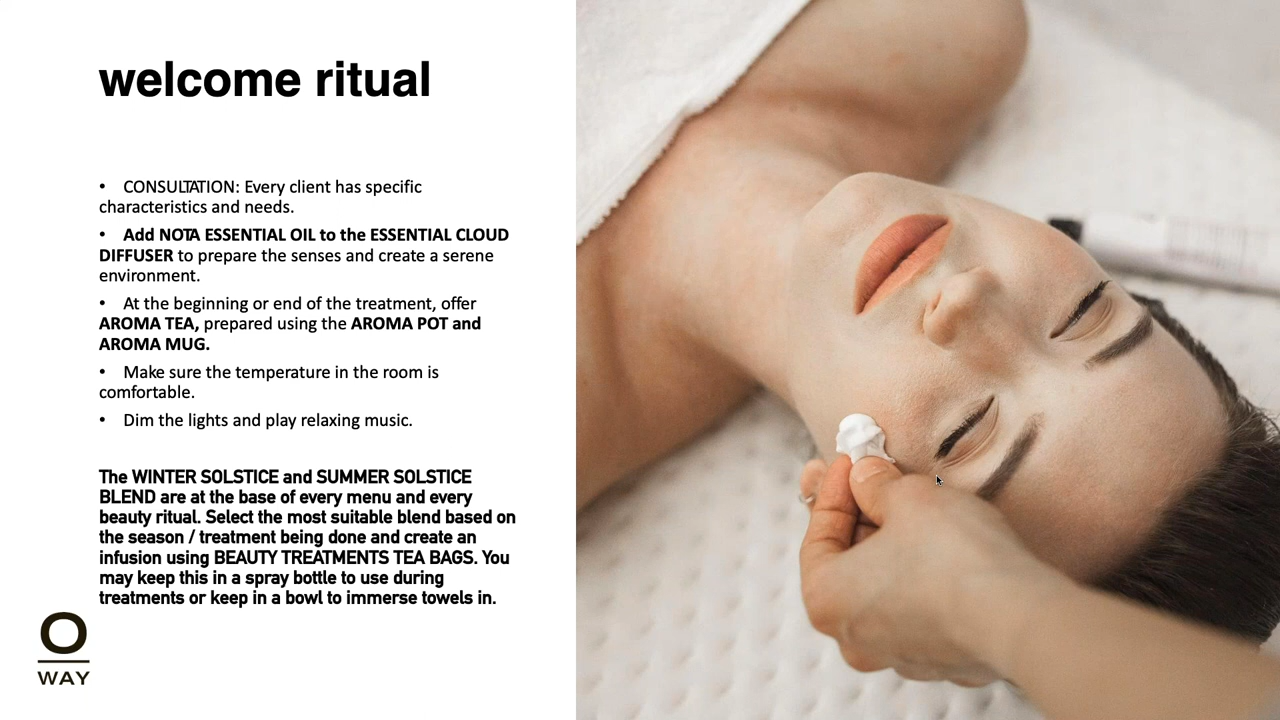 welcome ritual
• CONSULTATION: Every client has specific
characteristics and needs.
• Add NOTA ESSENTIAL OIL to the ESSENTIAL CLOUD
DIFFUSER to prepare the senses and create a serene
environment.
• At the beginning or end of the treatment, offer
AROMA TEA, prepared using the AROMA POT and
AROMA MUG.
• Make sure the temperature in the room is
comfortable.
• Dim the lights and play relaxing music.
The WINTER SOLSTICE and SUMMER SOLSTICE
BLEND are at the base of every menu and every
beauty ritual. Select the most suitable blend based on
the season / treatment being done and create an
infusion using BEAUTY TREATMENTS TEA BAGS. You
may keep this in a spray bottle to use during
treatments or keep in a bowl to immerse towels in.
O
WAY